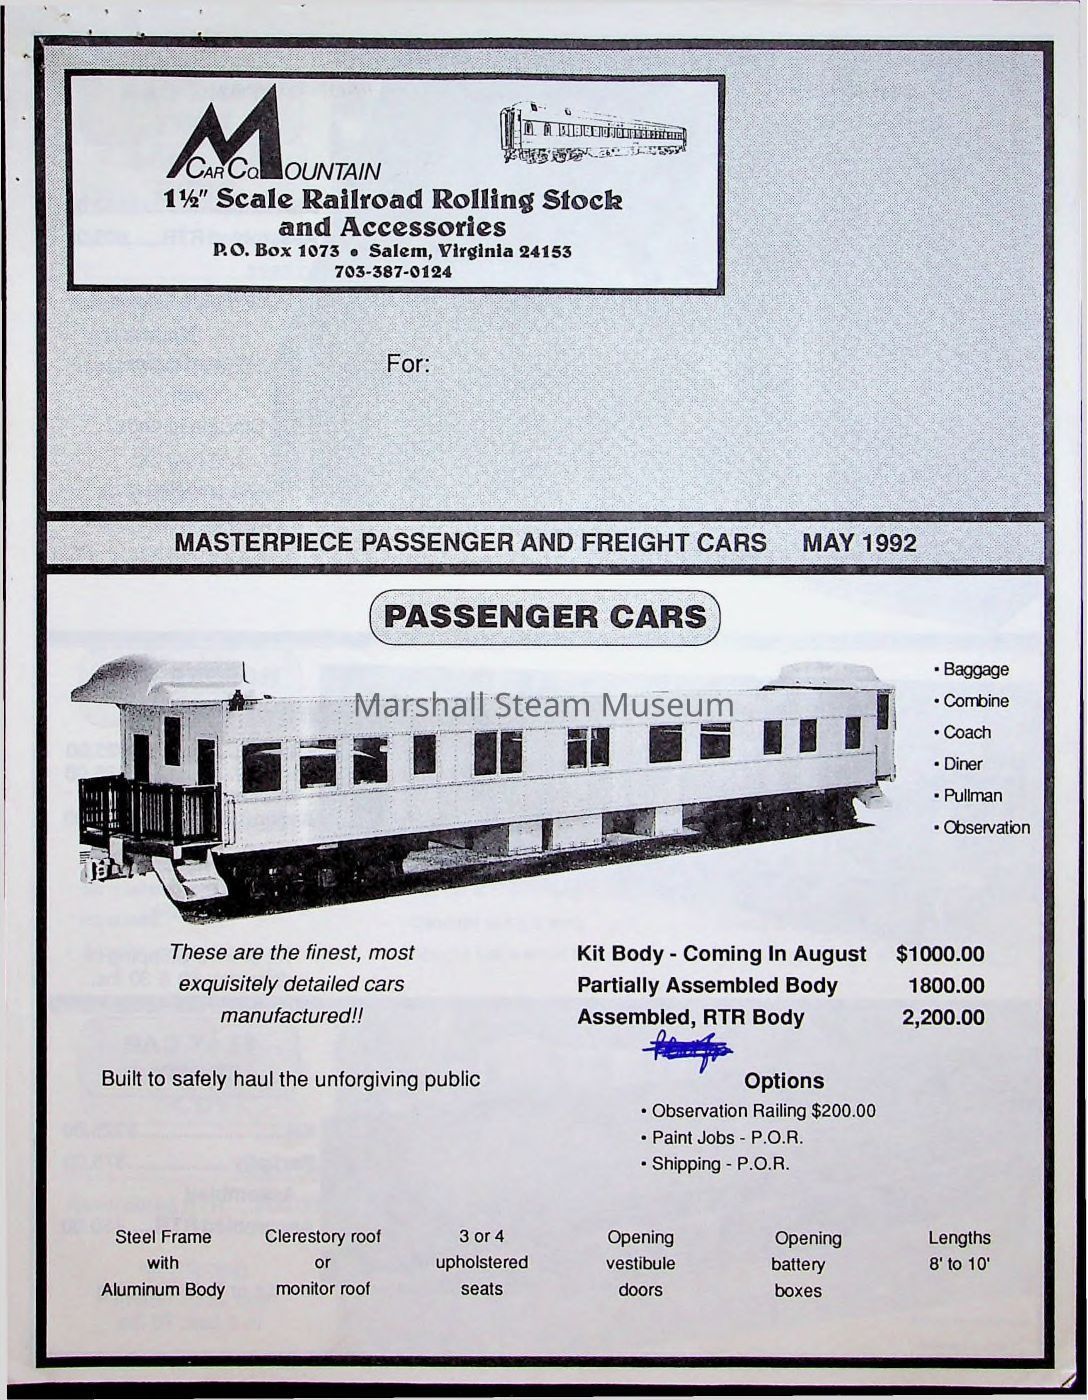 MOUNTAIN
CAR CO.
1½" Scale Railroad Rolling Stock
and Accessories
P.O. Box 1073 • Salem, Virginia 24153
703-387-0124
For:
MASTERPIECE PASSENGER AND FREIGHT CARS MAY 1992
PASSENGER CARS
Marshall Steam Museum
• Baggage
• Combine
• Coach
• Diner
• Pullman
• Observation
These are the finest, most
exquisitely detailed cars
manufactured!!
Built to safely haul the unforgiving public
Kit Body - Coming In August $1000.00
Partially Assembled Body 1800.00
Assembled, RTR Body 2,200.00
Options
• Observation Railing $200.00
• Paint Jobs - P.O.R.
• Shipping - P.O.R.
Steel Frame
with
Aluminum Body
Clerestory roof
or
monitor roof
3 or 4
upholstered
seats
Opening
vestibule
doors
Opening
battery
boxes
Lengths
8' to 10'